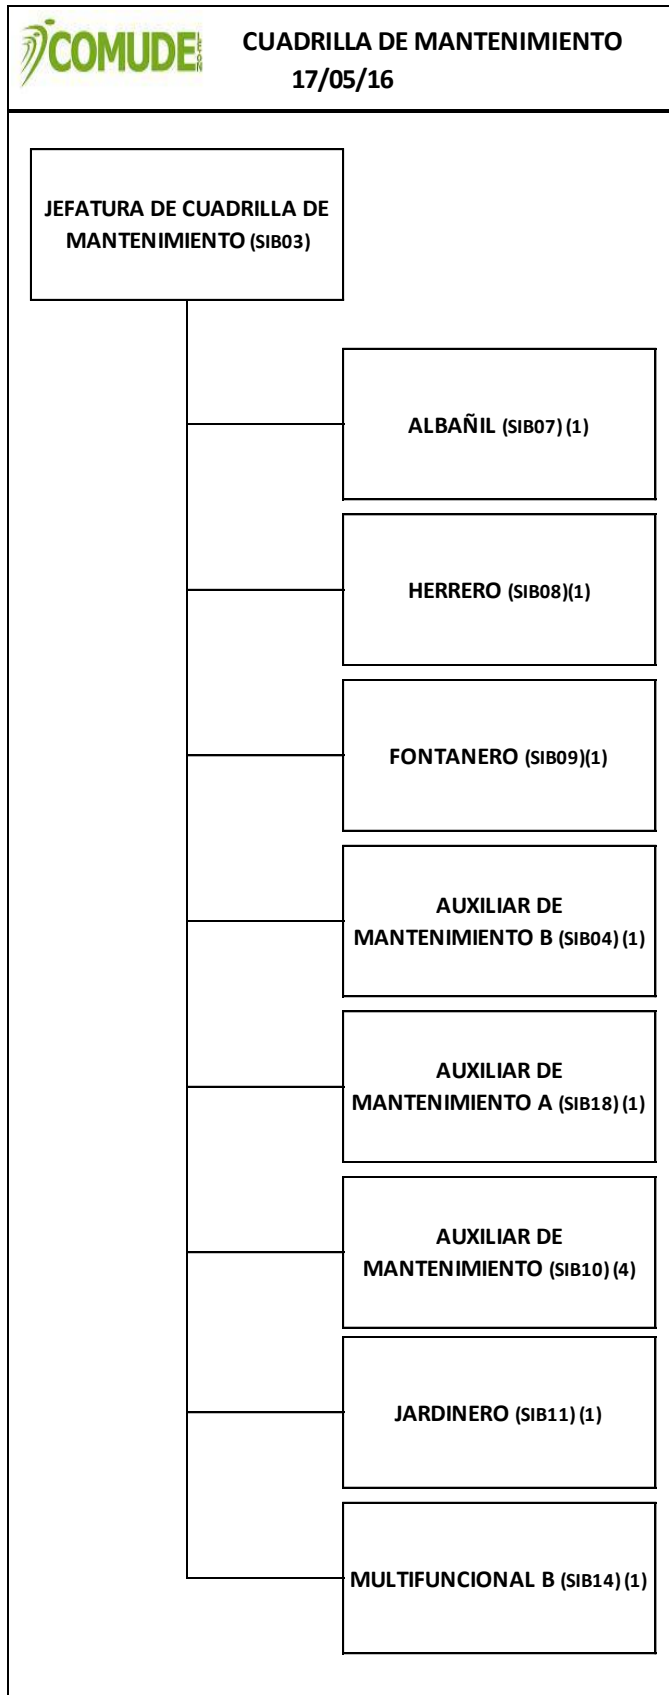 COMUDE LEON
CUADRILLA DE MANTENIMIENTO
17/05/16
JEFATURA DE CUADRILLA DE
MANTENIMIENTO (SIB03)
ALBAÑIL (SIB07) (1)
HERRERO (SIB08)(1)
FONTANERO (SIB09)(1)
AUXILIAR DE
MANTENIMIENTO B (SIB04) (1)
AUXILIAR DE
MANTENIMIENTO A (SIB18) (1)
AUXILIAR DE
MANTENIMIENTO (SIB10) (4)
JARDINERO (SIB11) (1)
MULTIFUNCIONAL B (SIB14) (1)